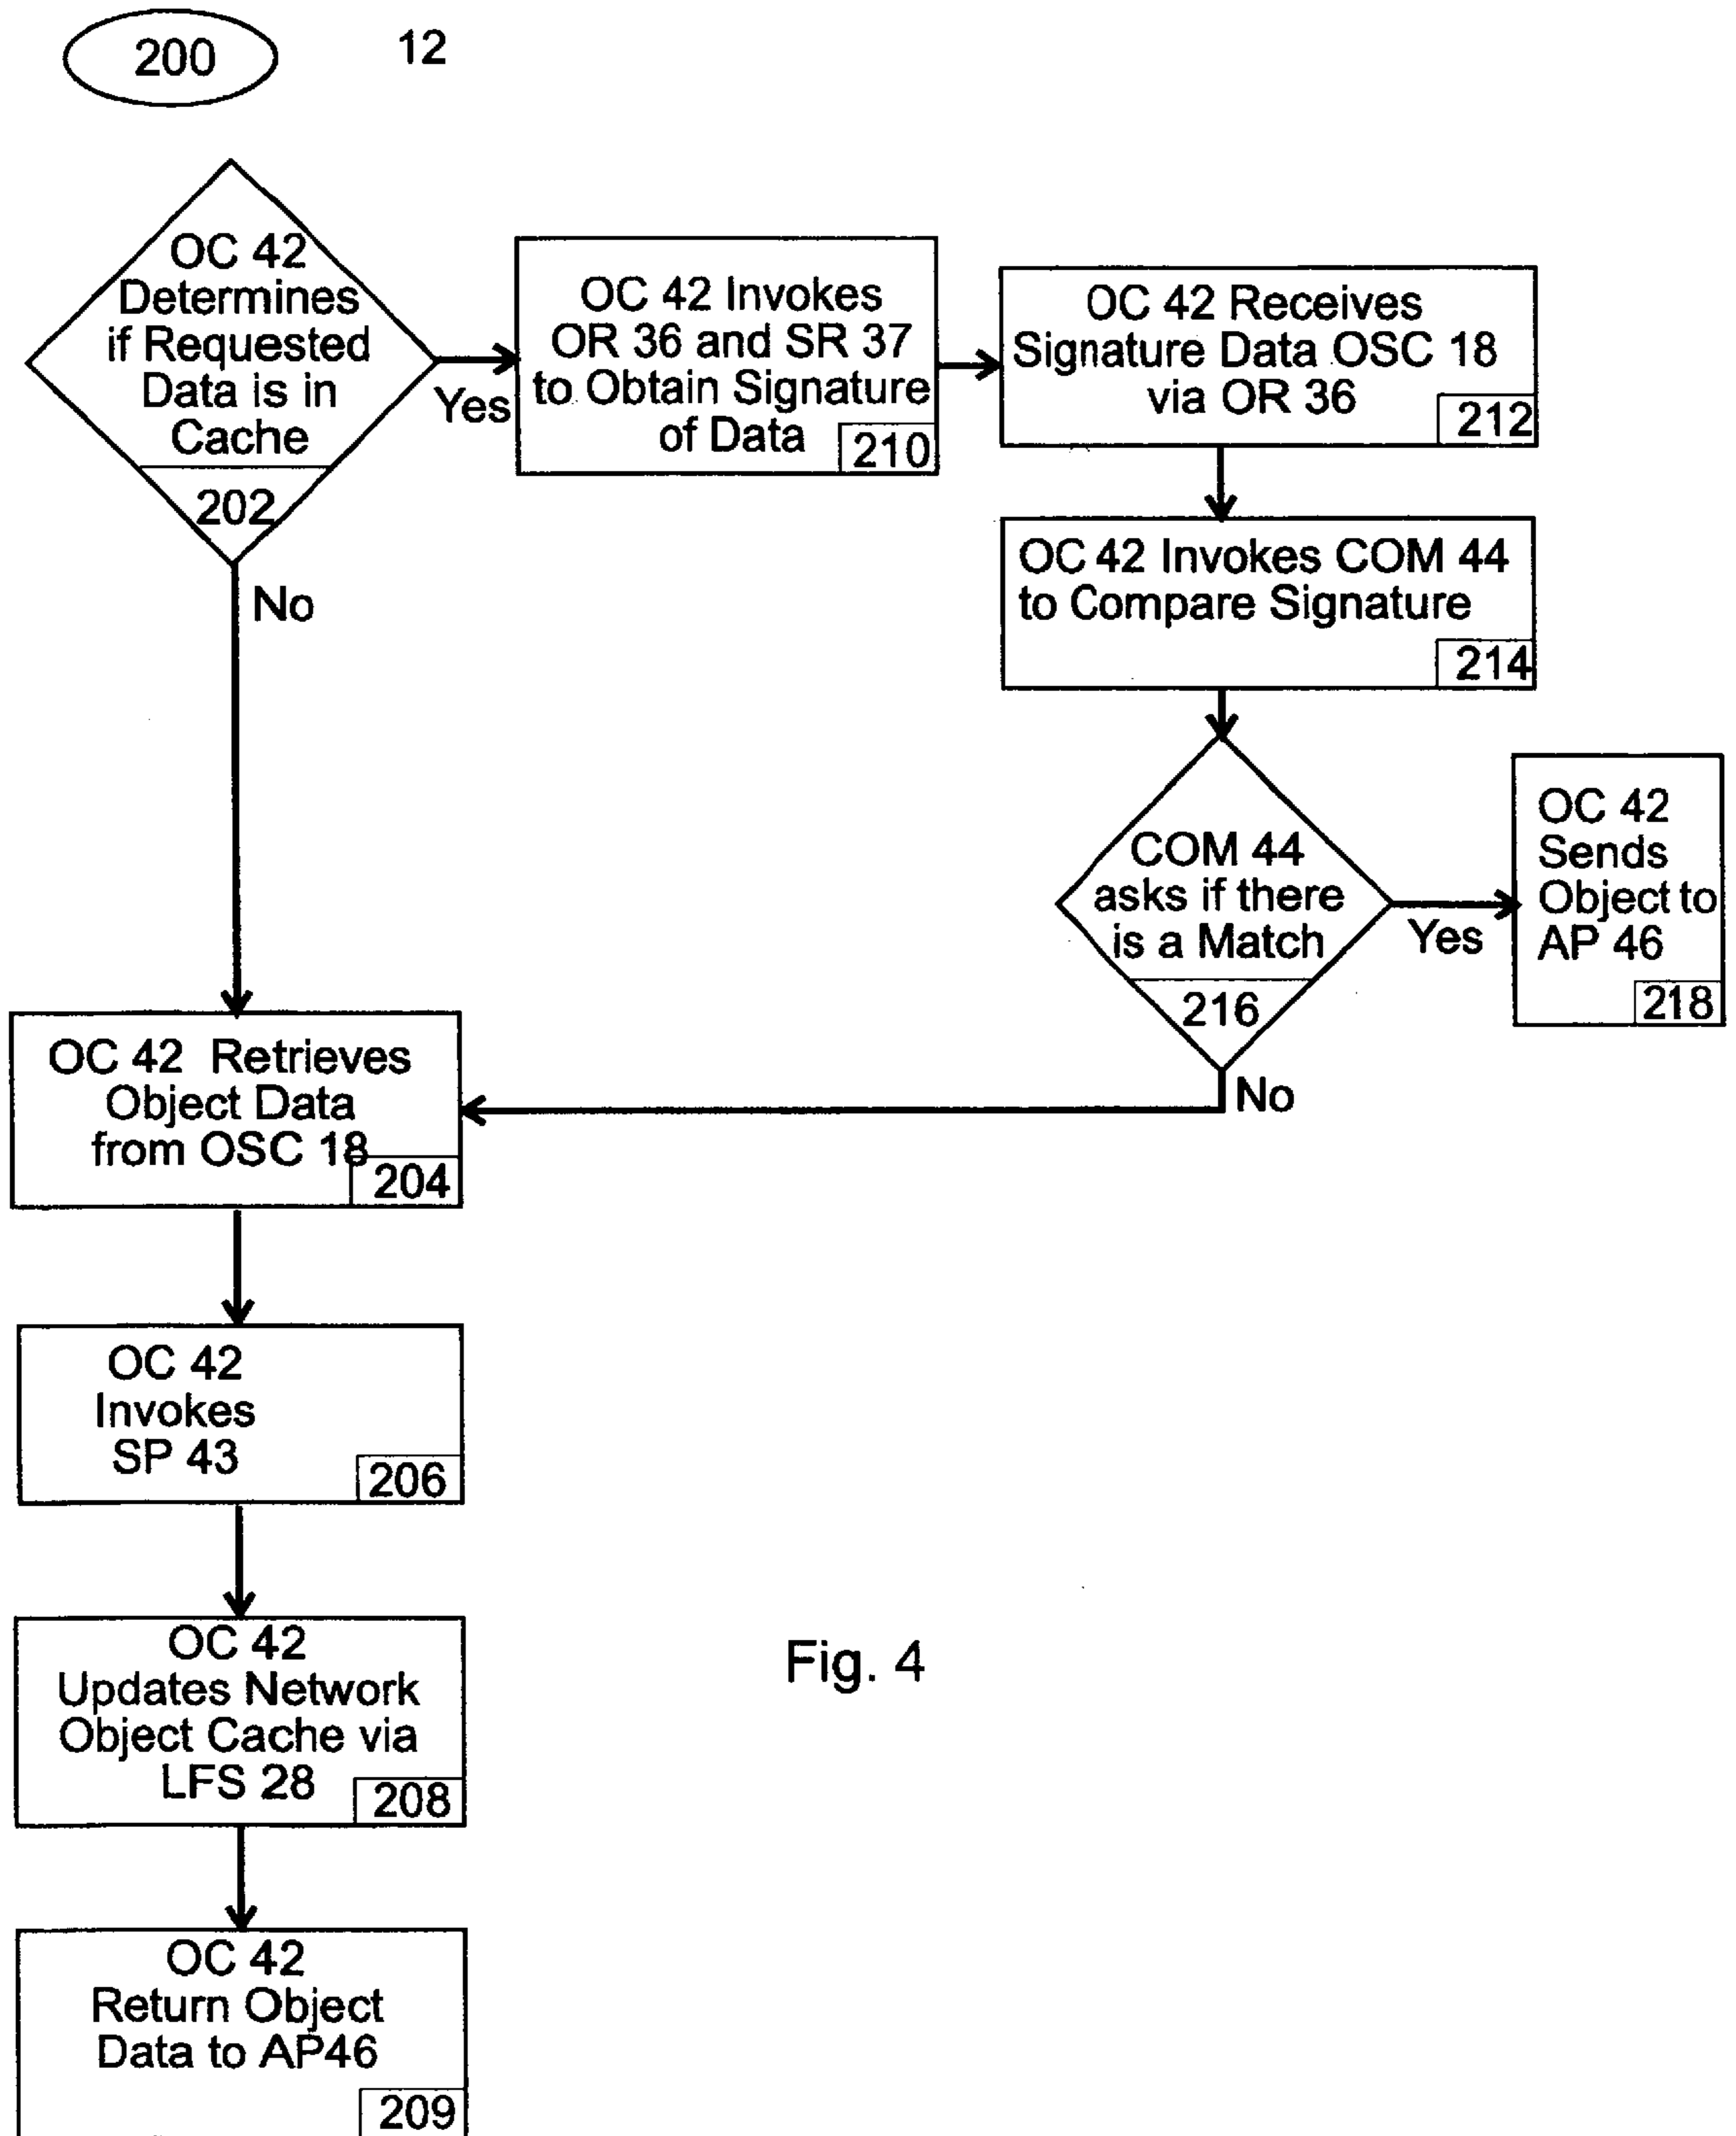 200
12
OC 42
Determines
if Requested
Data is in
Cache
202
Yes
No
OC 42 Invokes
OR 36 and SR 37
to Obtain Signature
of Data
210
OC 42 Receives
Signature Data OSC 18
via OR 36
212
OC 42 Invokes COM 44
to Compare Signature
214
COM 44
asks if there
is a Match
216
Yes
No
OC 42
Sends
Object to
AP 46
218
OC 42 Retrieves
Object Data
from OSC 18
204
OC 42
Invokes
SP 43
206
OC 42
Updates Network
Object Cache via
LFS 28
208
OC 42
Return Object
Data to AP46
209
Fig. 4